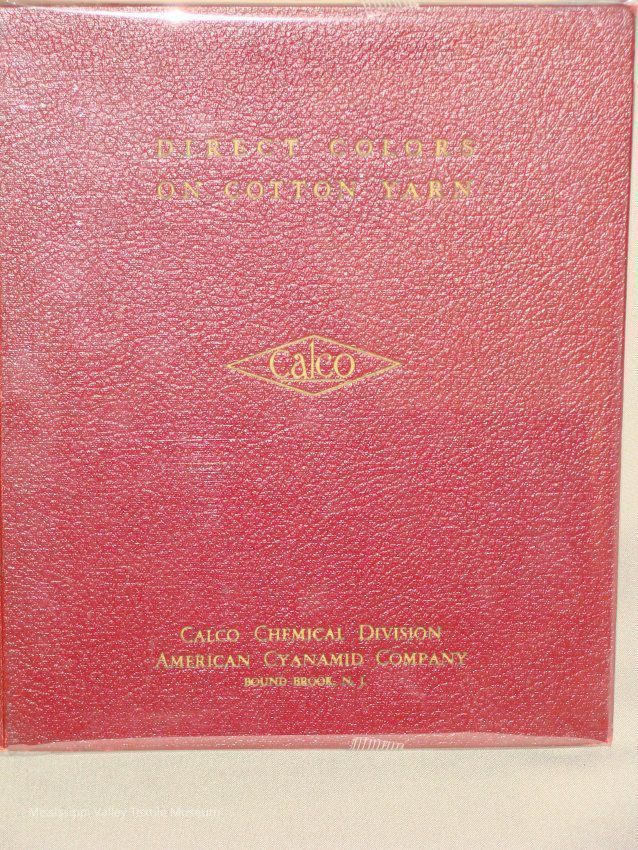 DIRECT COLORS
ON COTTON YARN
Calco
CALCO CHEMICAL DIVISION
AMERICAN CYANAMID COMPANY
BOUND BROOK, N. J.
Mississippi Valley Textile Museum